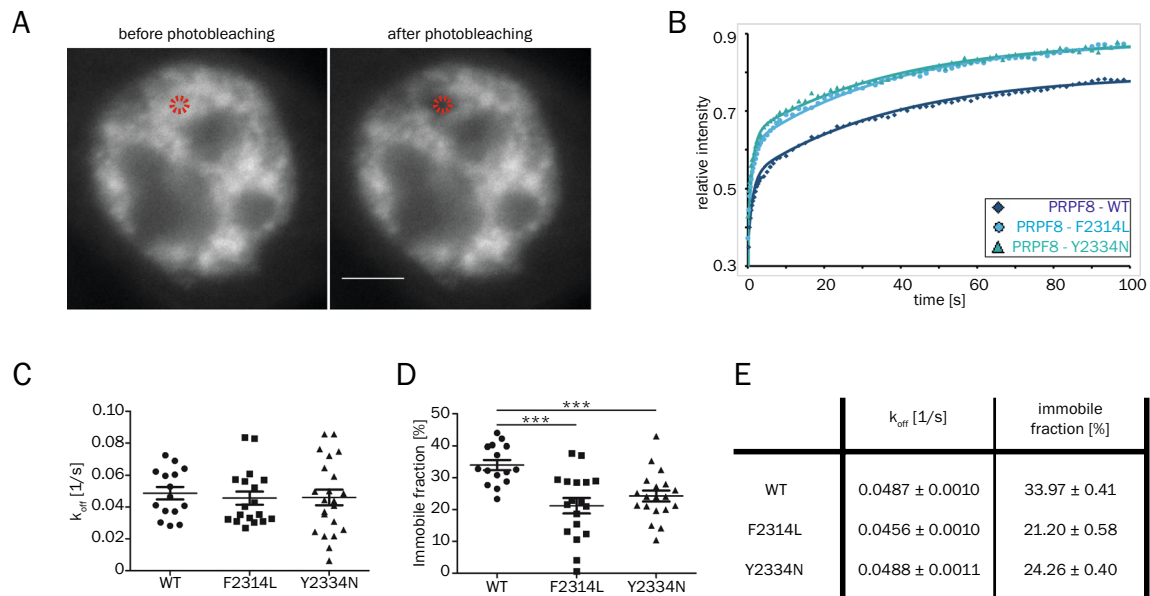 A
before photobleaching
after photobleaching
B
0.9
0.7
0.5
0.3
relative intensity
0
20
40
60
80
100
time [s]
PRPF8 - WT
PRPF8 - F2314L
PRPF8 - Y2334N
C
0.10
0.08
0.06
0.04
0.02
0
koff [1/s]
WT
F2314L
Y2334N
D
50
40
30
20
10
0
Immobile fraction [%]
***
***
WT
F2314L
Y2334N
E
koff [1/s]
immobile
fraction [%]
WT
0.0487 ± 0.0010
33.97 ± 0.41
F2314L
0.0456 ± 0.0010
21.20 ± 0.58
Y2334N
0.0488 ± 0.0011
24.26 ± 0.40